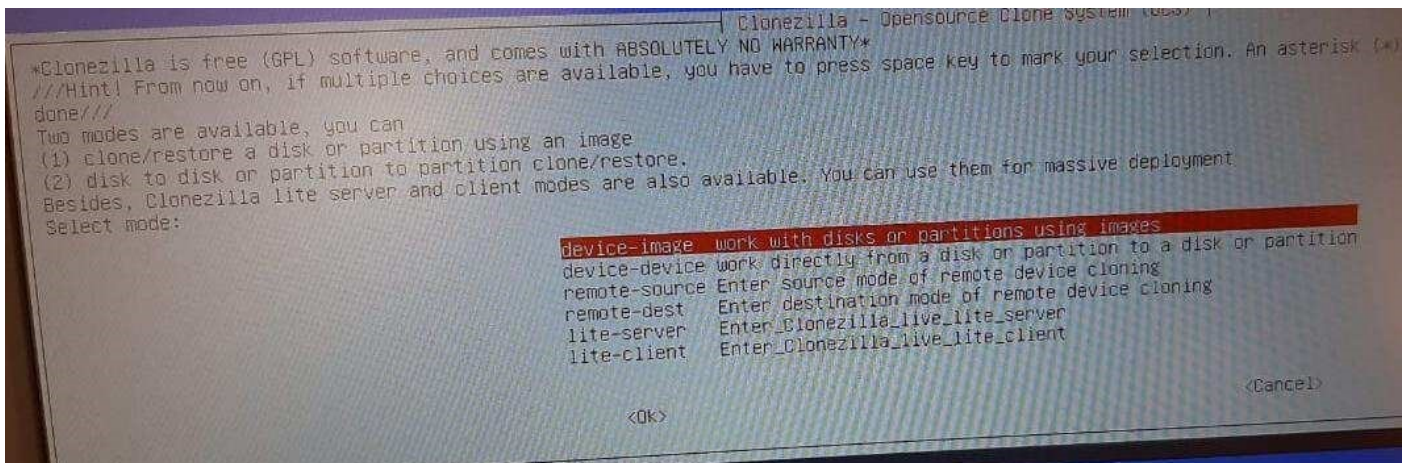 Clonezilla - Opensource Clone System
*Clonezilla is free (GPL) software, and comes with ABSOLUTELY NO WARRANTY*
///Hint! From now on, if multiple choices are available, you have to press space key to mark your selection. An asterisk (*)
done///
Two modes are available, you can
(1) clone/restore a disk or partition using an image
(2) disk to disk or partition to partition clone/restore.
Besides, Clonezilla lite server and client modes are also available. You can use them for massive deployment
Select mode:
device-image work with disks or partitions using images
device-device work directly from a disk or partition to a disk or partition
remote-source Enter source mode of remote device cloning
remote-dest Enter destination mode of remote device cloning
lite-server Enter_Clonezilla_live_lite_server
lite-client Enter_Clonezilla_live_lite_client
<Ok> <Cancel>